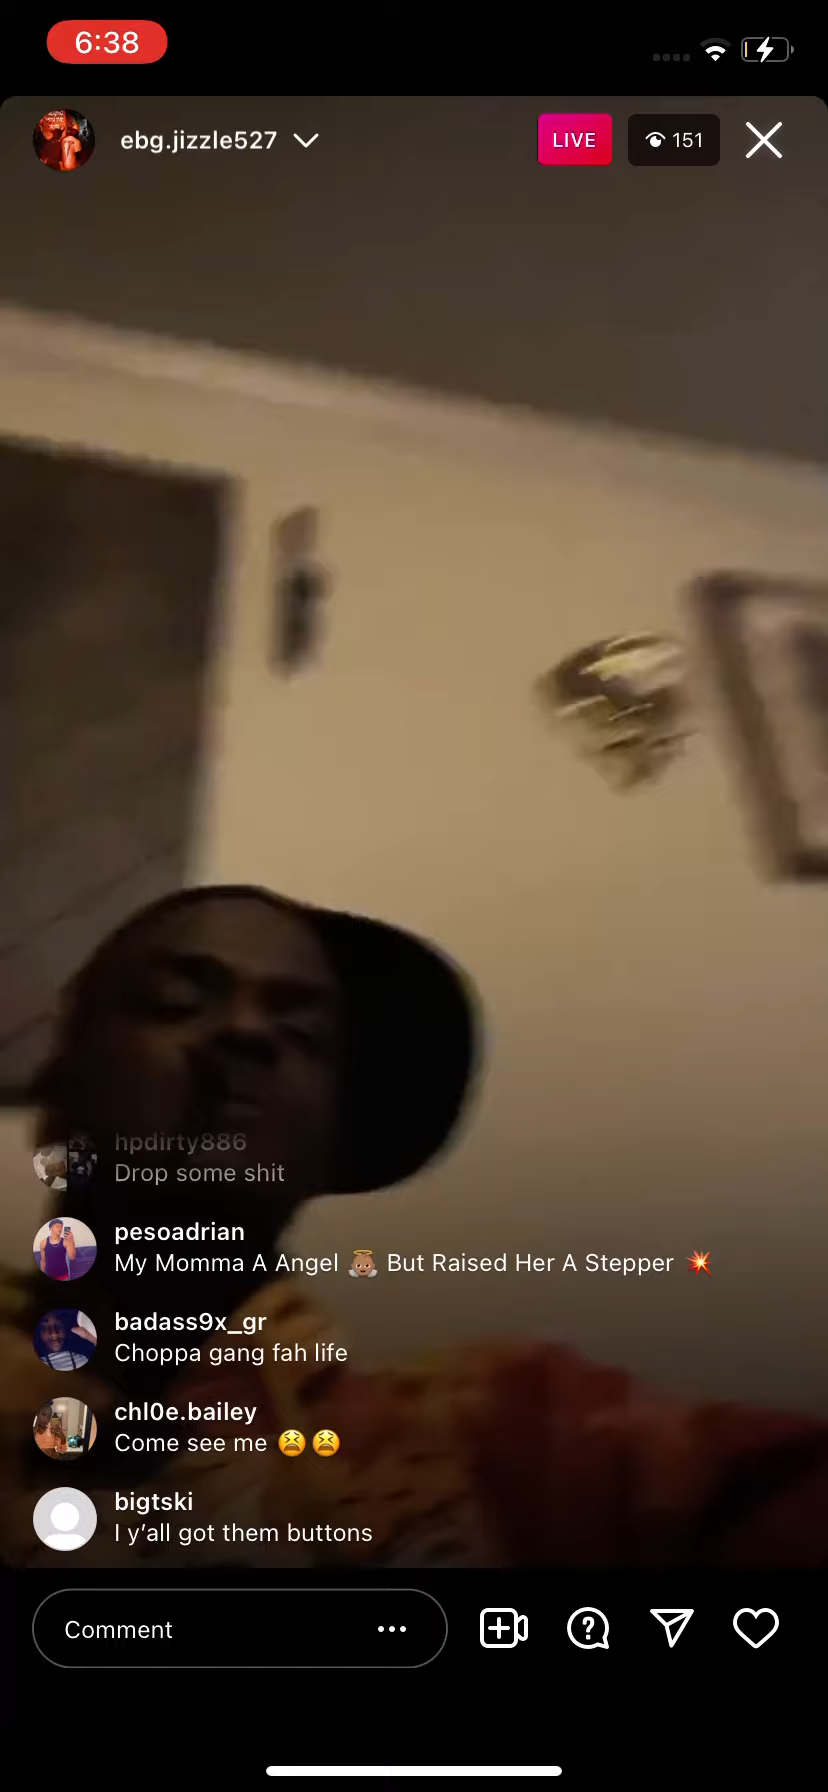 6:38
ebg.jizzle527
LIVE
151
hpdirty886
Drop some shit
pesoadrian
My Momma A Angel 👼🏽 But Raised Her A Stepper 💥
badass9x_gr
Choppa gang fah life
chl0e.bailey
Come see me 😫😫
bigtski
I y’all got them buttons
Comment